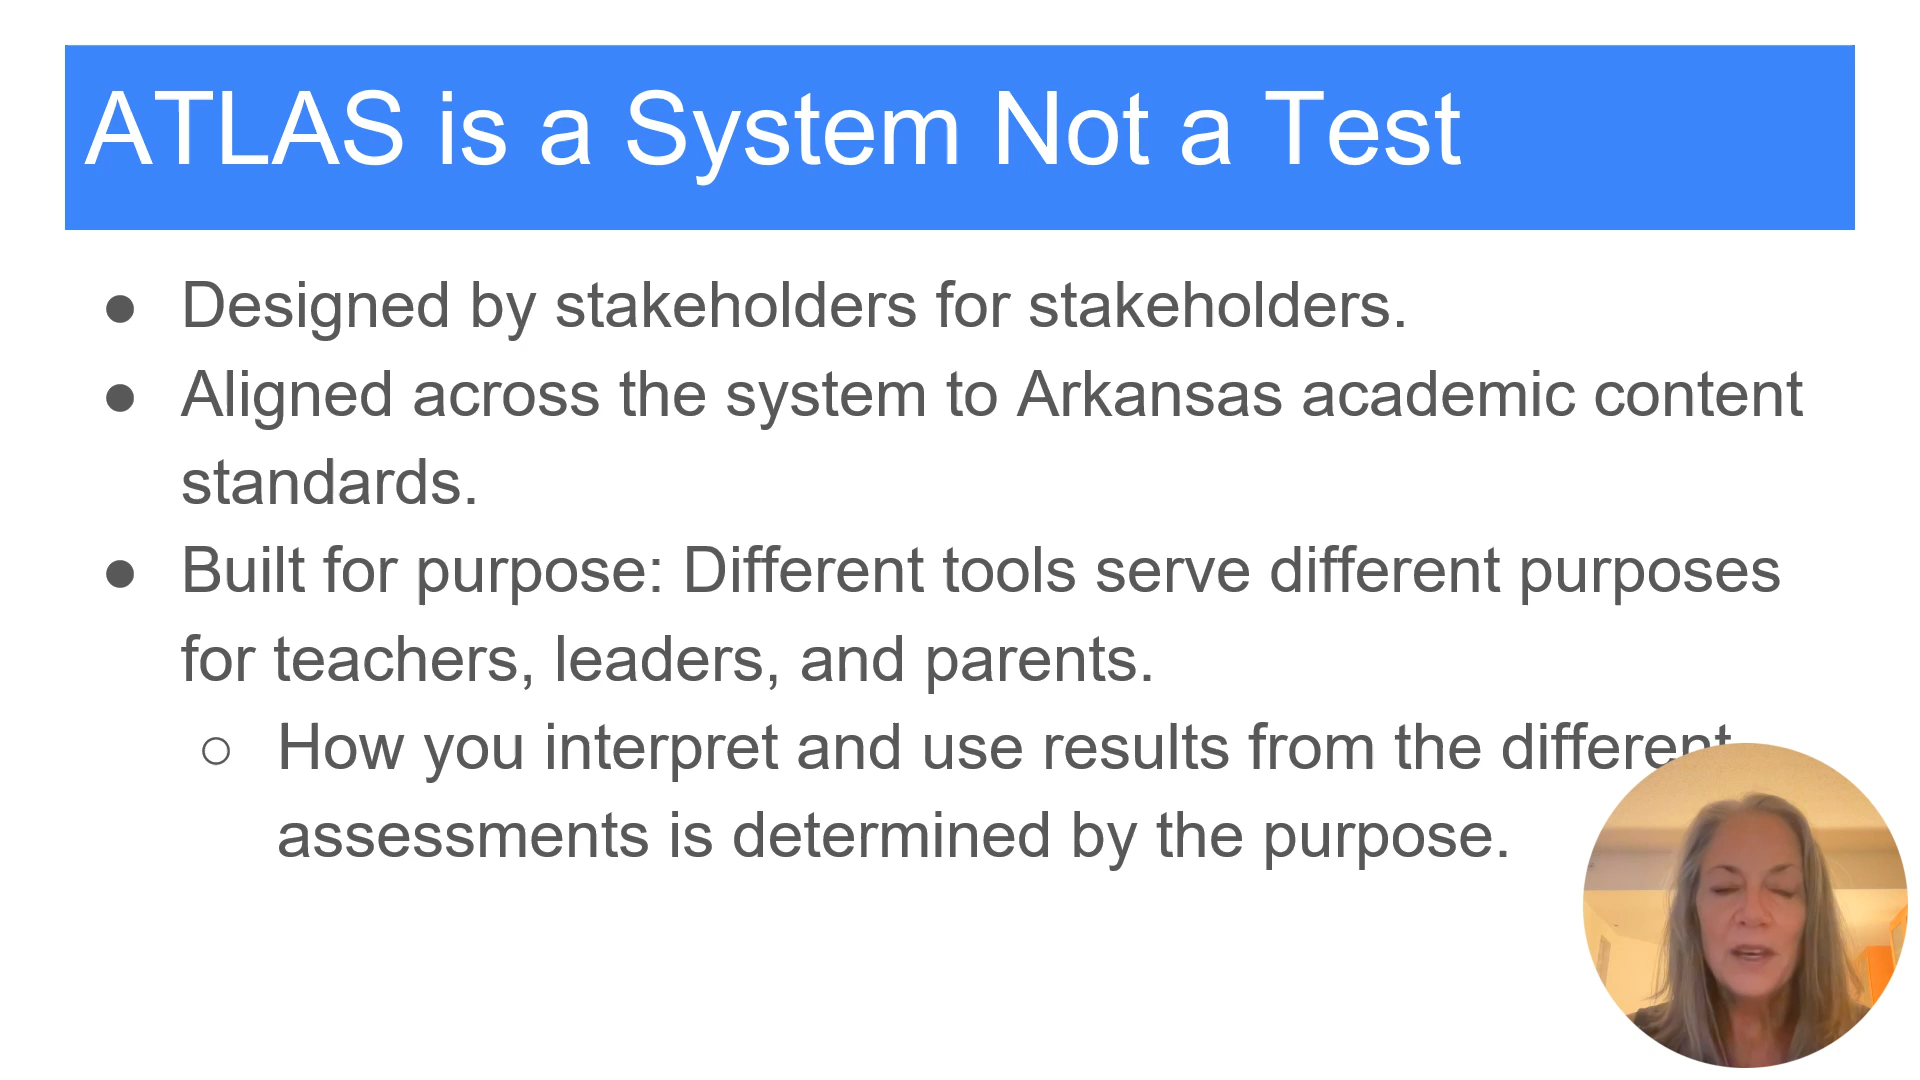 ATLAS is a System Not a Test
● Designed by stakeholders for stakeholders.
● Aligned across the system to Arkansas academic content
standards.
● Built for purpose: Different tools serve different purposes
for teachers, leaders, and parents.
○ How you interpret and use results from the different
assessments is determined by the purpose.